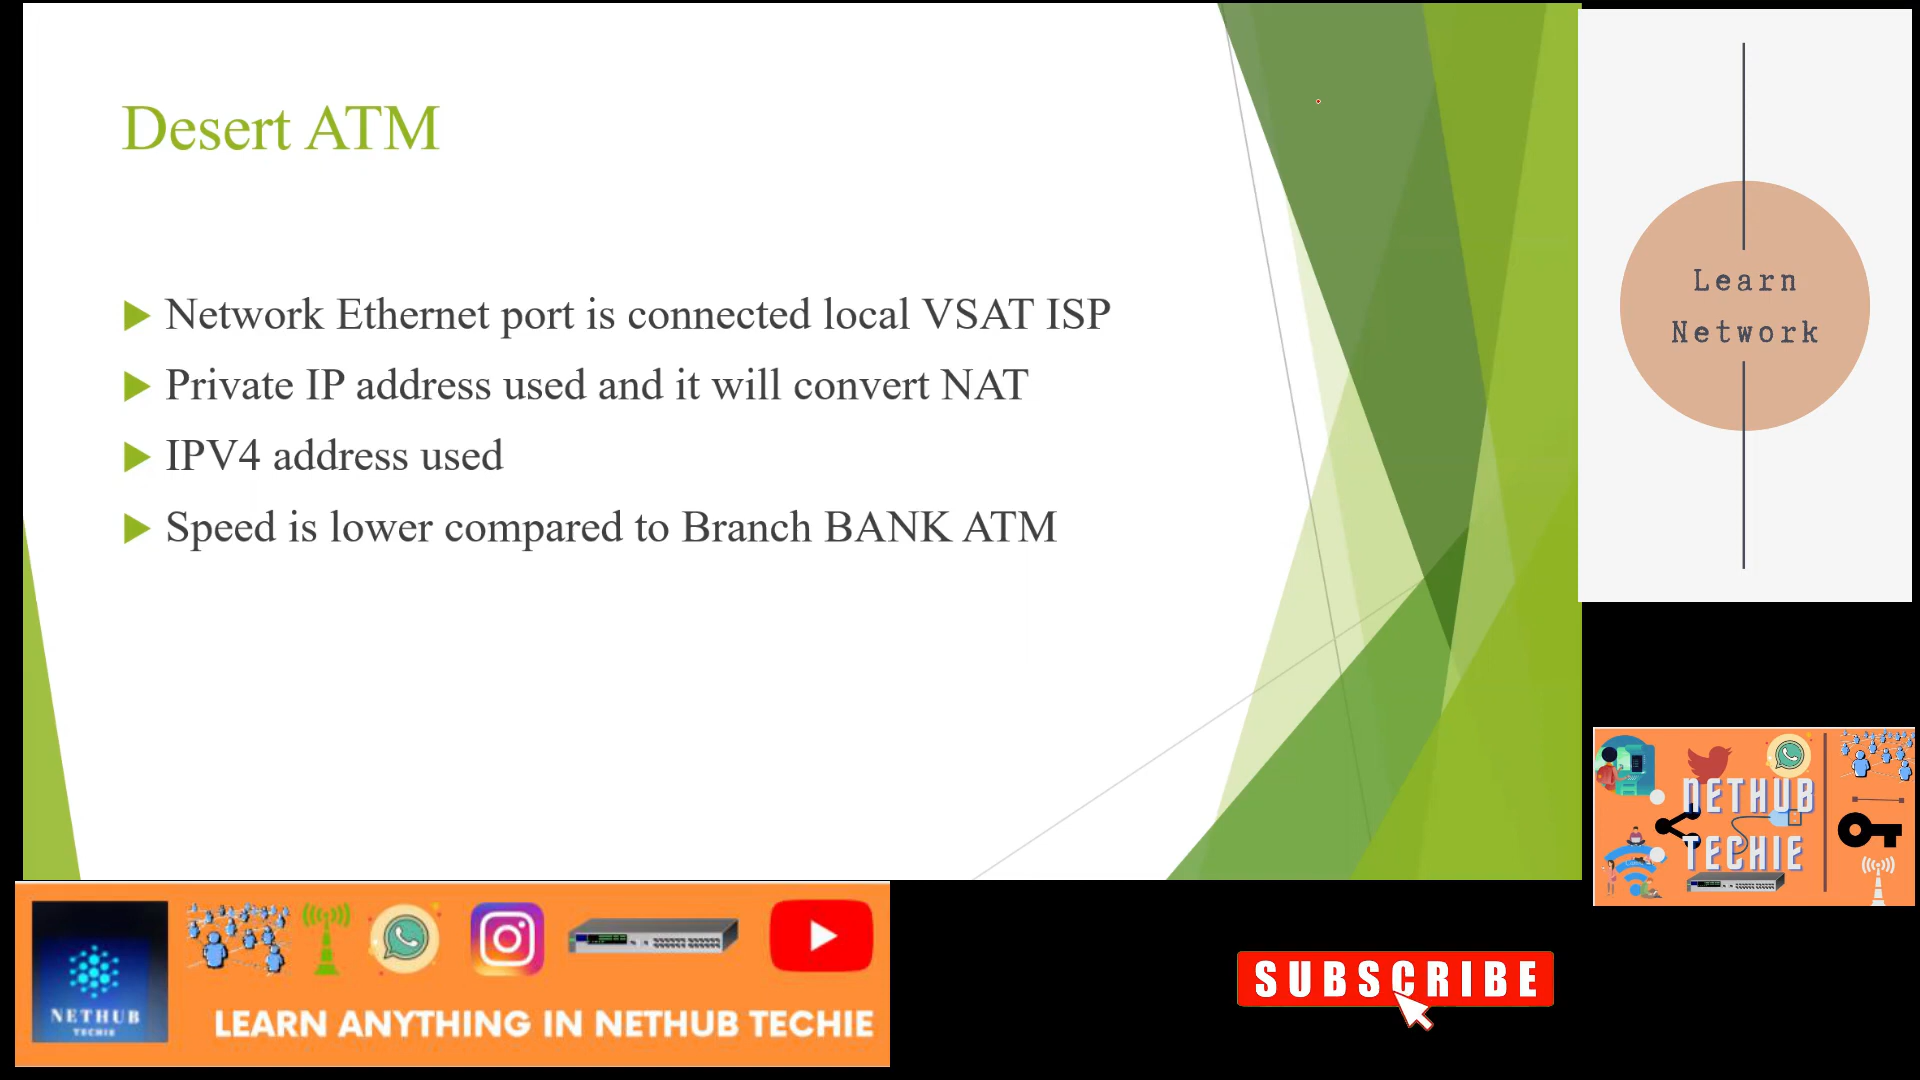 Desert ATM
Network Ethernet port is connected local VSAT ISP
Private IP address used and it will convert NAT
IPV4 address used
Speed is lower compared to Branch BANK ATM
Learn
Network
NETHUB
TECHIE
NETHUB
TECHIE
LEARN ANYTHING IN NETHUB TECHIE
SUBSCRIBE